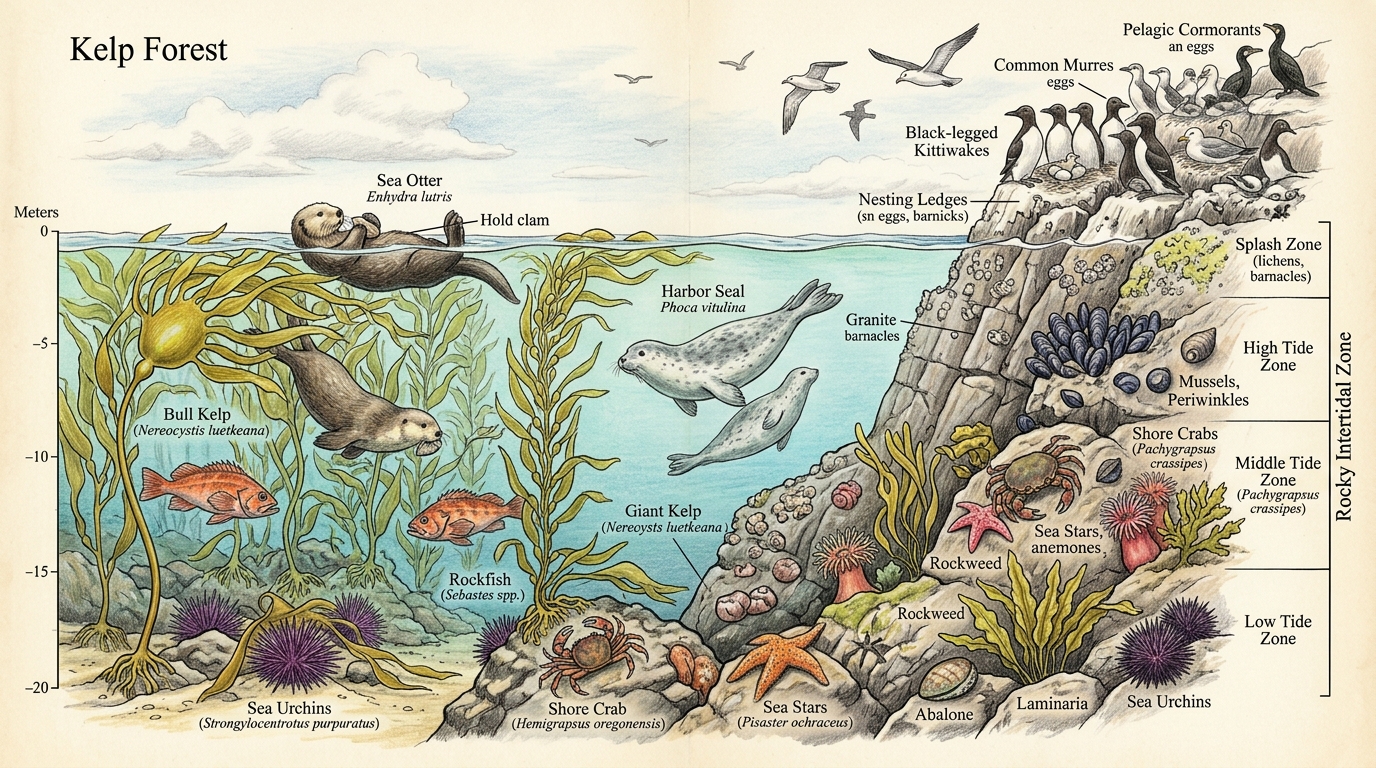 Kelp Forest
Pelagic Cormorants
an eggs
Common Murres
eggs
Black-legged
Kittiwakes
Nesting Ledges
(sn eggs, barnicks)
Sea Otter
Enhydra lutris
Hold clam
Meters
0
–5
–10
–15
–20
Harbor Seal
Phoca vitulina
Granite
barnacles
Bull Kelp
(Nereocystis luetkeana)
Giant Kelp
(Nereoysts luetkeana)
Rockfish
(Sebastes spp.)
Sea Urchins
(Strongylocentrotus purpuratus)
Shore Crab
(Hemigrapsus oregonensis)
Sea Stars
(Pisaster ochraceus)
Abalone
Laminaria
Sea Urchins
Rockweed
Rockweed
Sea Stars,
anemones,
Shore Crabs
(Pachygrapsus
crassipes)
Mussels,
Periwinkles
Splash Zone
(lichens,
barnacles)
High Tide
Zone
Middle Tide
Zone
(Pachygrapsus
crassipes)
Low Tide
Zone
Rocky Intertidal Zone